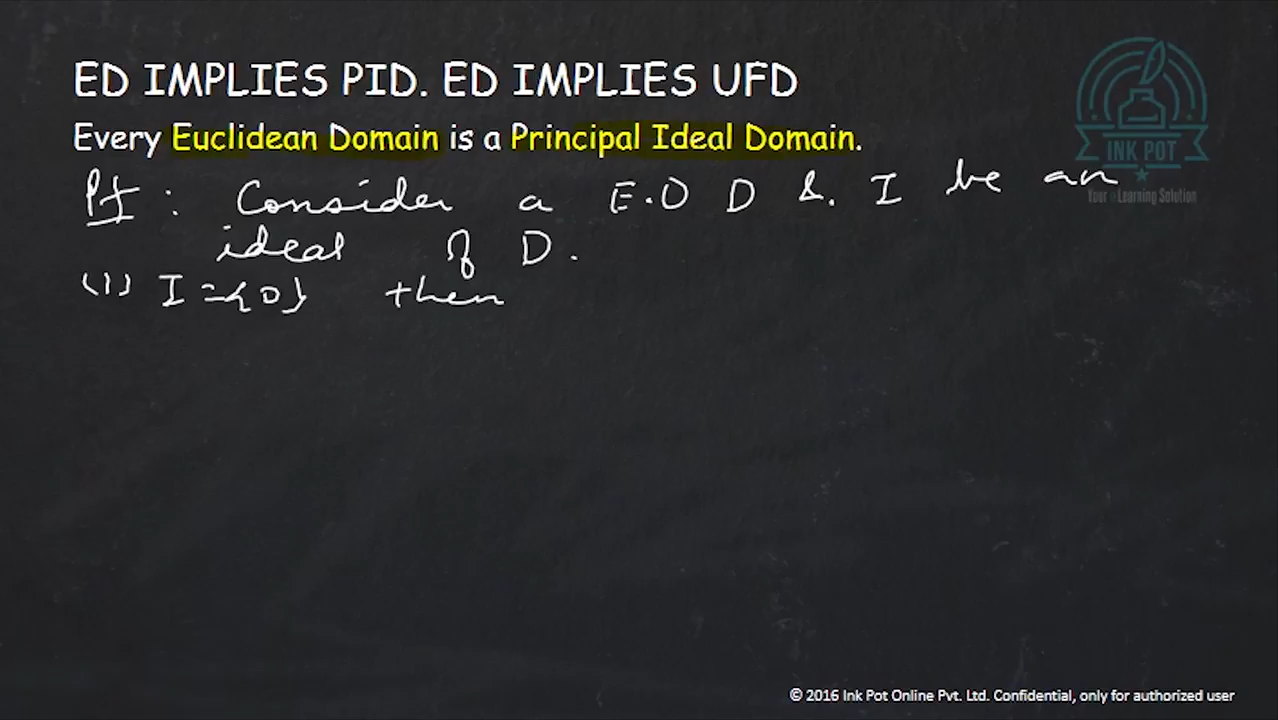 ED IMPLIES PID. ED IMPLIES UFD
Every Euclidean Domain is a Principal Ideal Domain.
Pf : Consider a E.D D &. I be an
ideal of D.
(1) I = {0} then
INK POT
Your e-Learning Solution
© 2016 Ink Pot Online Pvt. Ltd. Confidential, only for authorized user